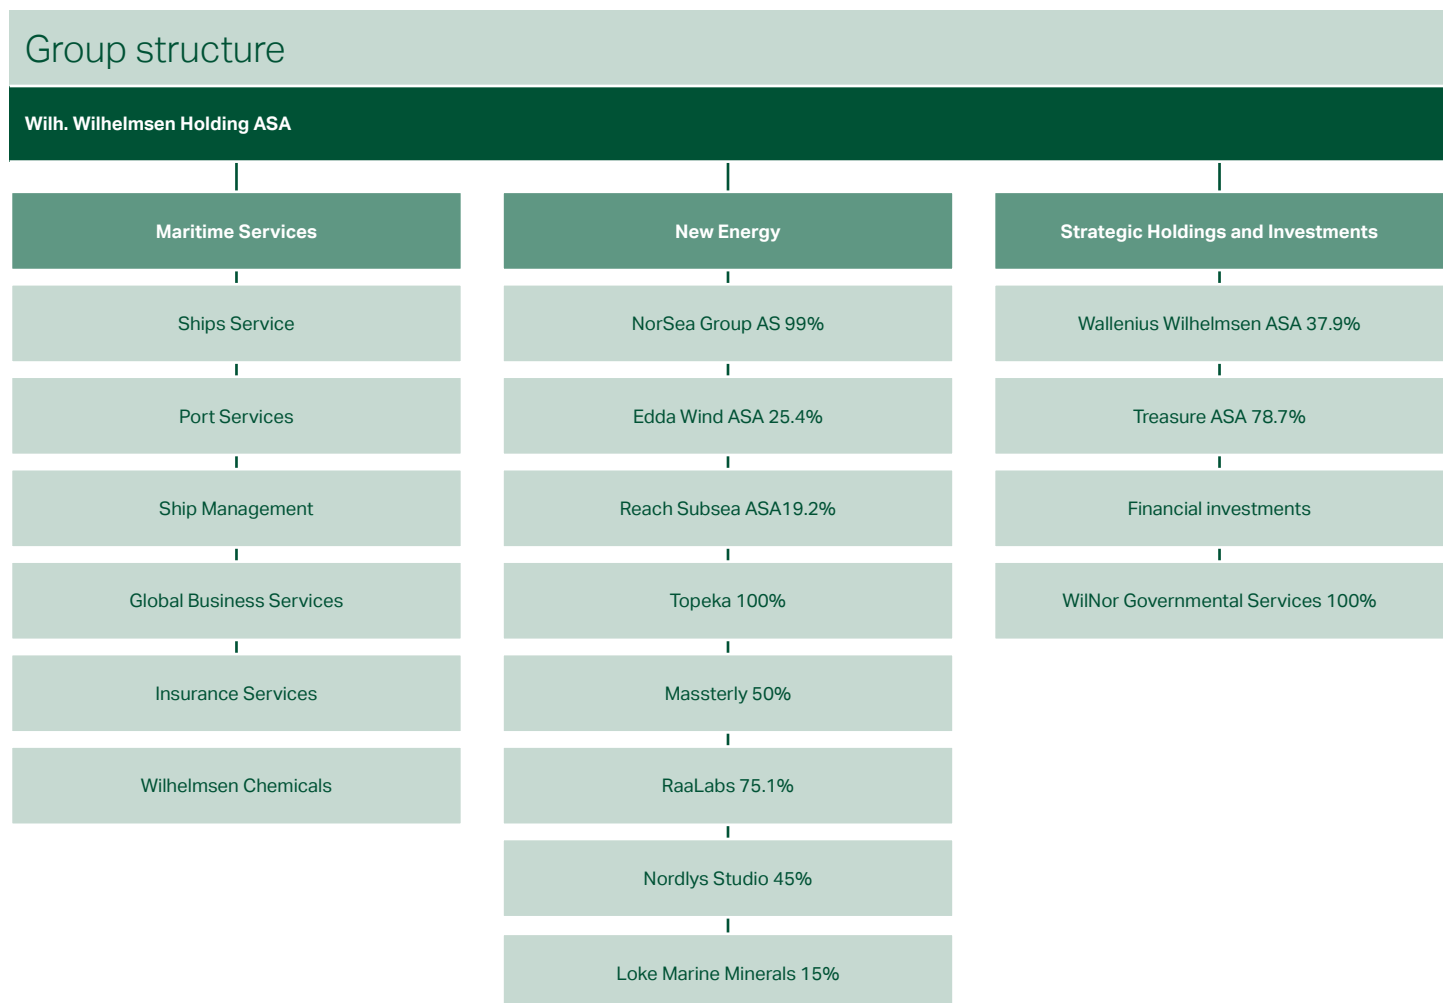 Group structure
Wilh. Wilhelmsen Holding ASA
Maritime Services
Ships Service
Port Services
Ship Management
Global Business Services
Insurance Services
Wilhelmsen Chemicals
New Energy
NorSea Group AS 99%
Edda Wind ASA 25.4%
Reach Subsea ASA19.2%
Topeka 100%
Massterly 50%
RaaLabs 75.1%
Nordlys Studio 45%
Loke Marine Minerals 15%
Strategic Holdings and Investments
Wallenius Wilhelmsen ASA 37.9%
Treasure ASA 78.7%
Financial investments
WilNor Governmental Services 100%